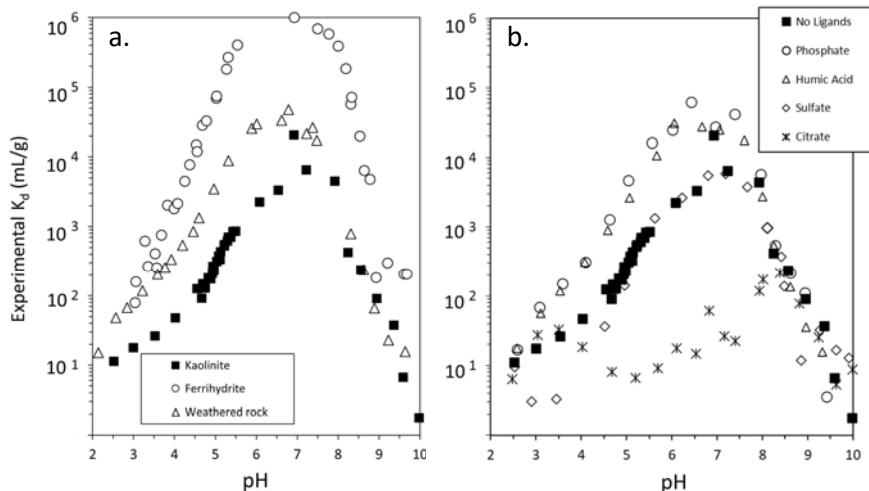 a.
10⁶
10⁵
10⁴
10³
10²
10¹
Experimental K_d (mL/g)
Kaolinite
Ferrihydrite
Weathered rock
2 3 4 5 6 7 8 9 10
pH
b.
10⁶
10⁵
10⁴
10³
10²
10¹
No Ligands
Phosphate
Humic Acid
Sulfate
Citrate
2 3 4 5 6 7 8 9 10
pH